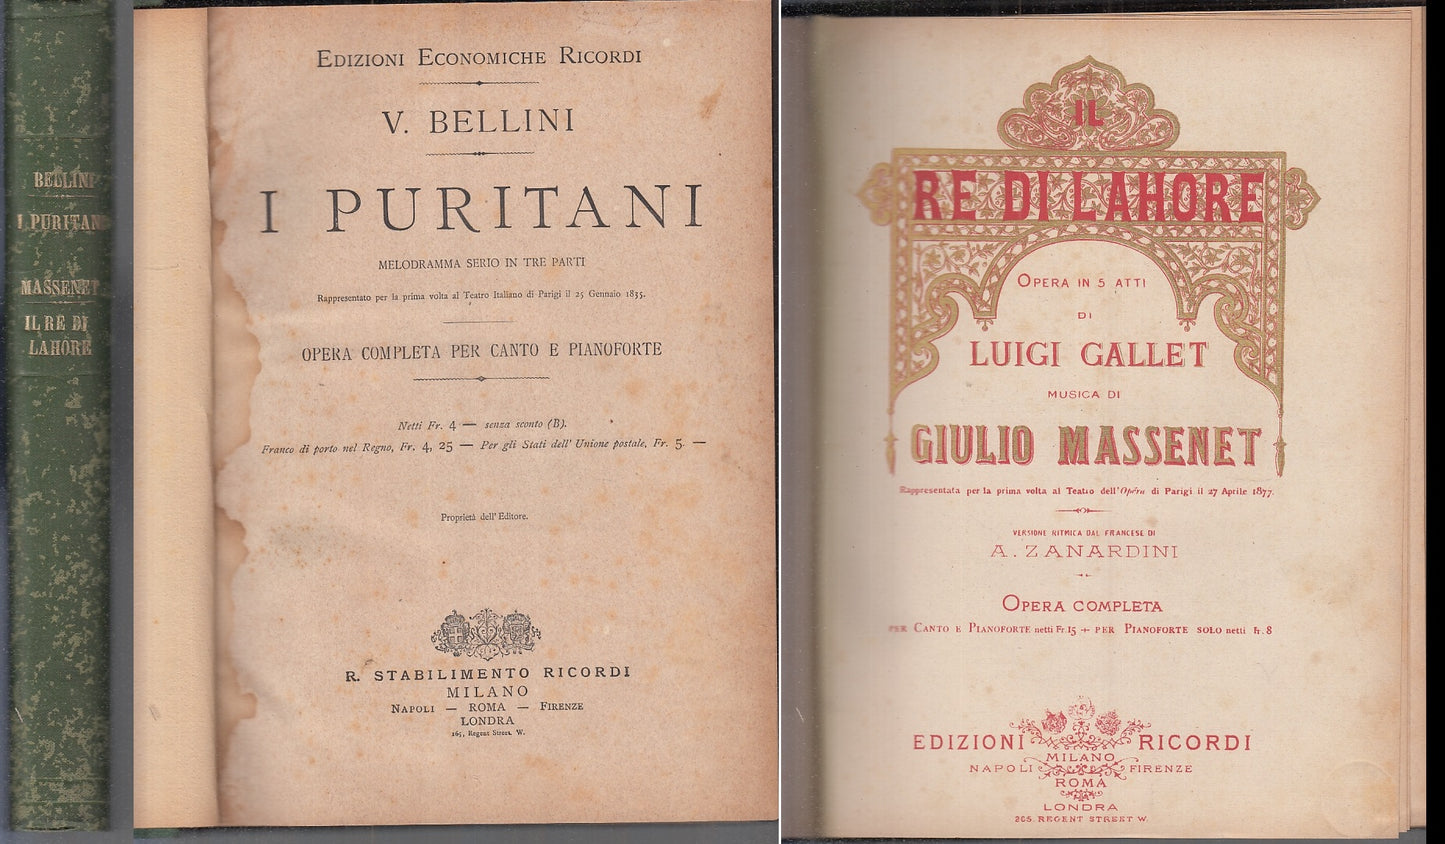 BELLINI
I PURITANI
MASSENET
IL RE DI
LAHORE
EDIZIONI ECONOMICHE RICORDI
V. BELLINI
I PURITANI
MELODRAMMA SERIO IN TRE PARTI
Rappresentato per la prima volta al Teatro Italiano di Parigi il 25 Gennaio 1835.
OPERA COMPLETA PER CANTO E PIANOFORTE
Netti Fr. 4 — senza sconto (B).
Franco di porto nel Regno, Fr. 4, 25 — Per gli Stati dell' Unione postale, Fr. 5. —
Proprietà dell' Editore.
R. STABILIMENTO RICORDI
MILANO
NAPOLI — ROMA — FIRENZE
LONDRA
265, Regent Street, W.
IL
RE DI LAHORE
OPERA IN 5 ATTI
DI
LUIGI GALLET
MUSICA DI
GIULIO MASSENET
Rappresentata per la prima volta al Teatro dell'Opéra di Parigi il 27 Aprile 1877.
VERSIONE RITMICA DAL FRANCESE DI
A. ZANARDINI
OPERA COMPLETA
PER CANTO E PIANOFORTE netti Fr. 15 + PER PIANOFORTE SOLO netti Fr. 8
EDIZIONI RICORDI
MILANO
NAPOLI FIRENZE
ROMA
LONDRA
265, REGENT STREET W.